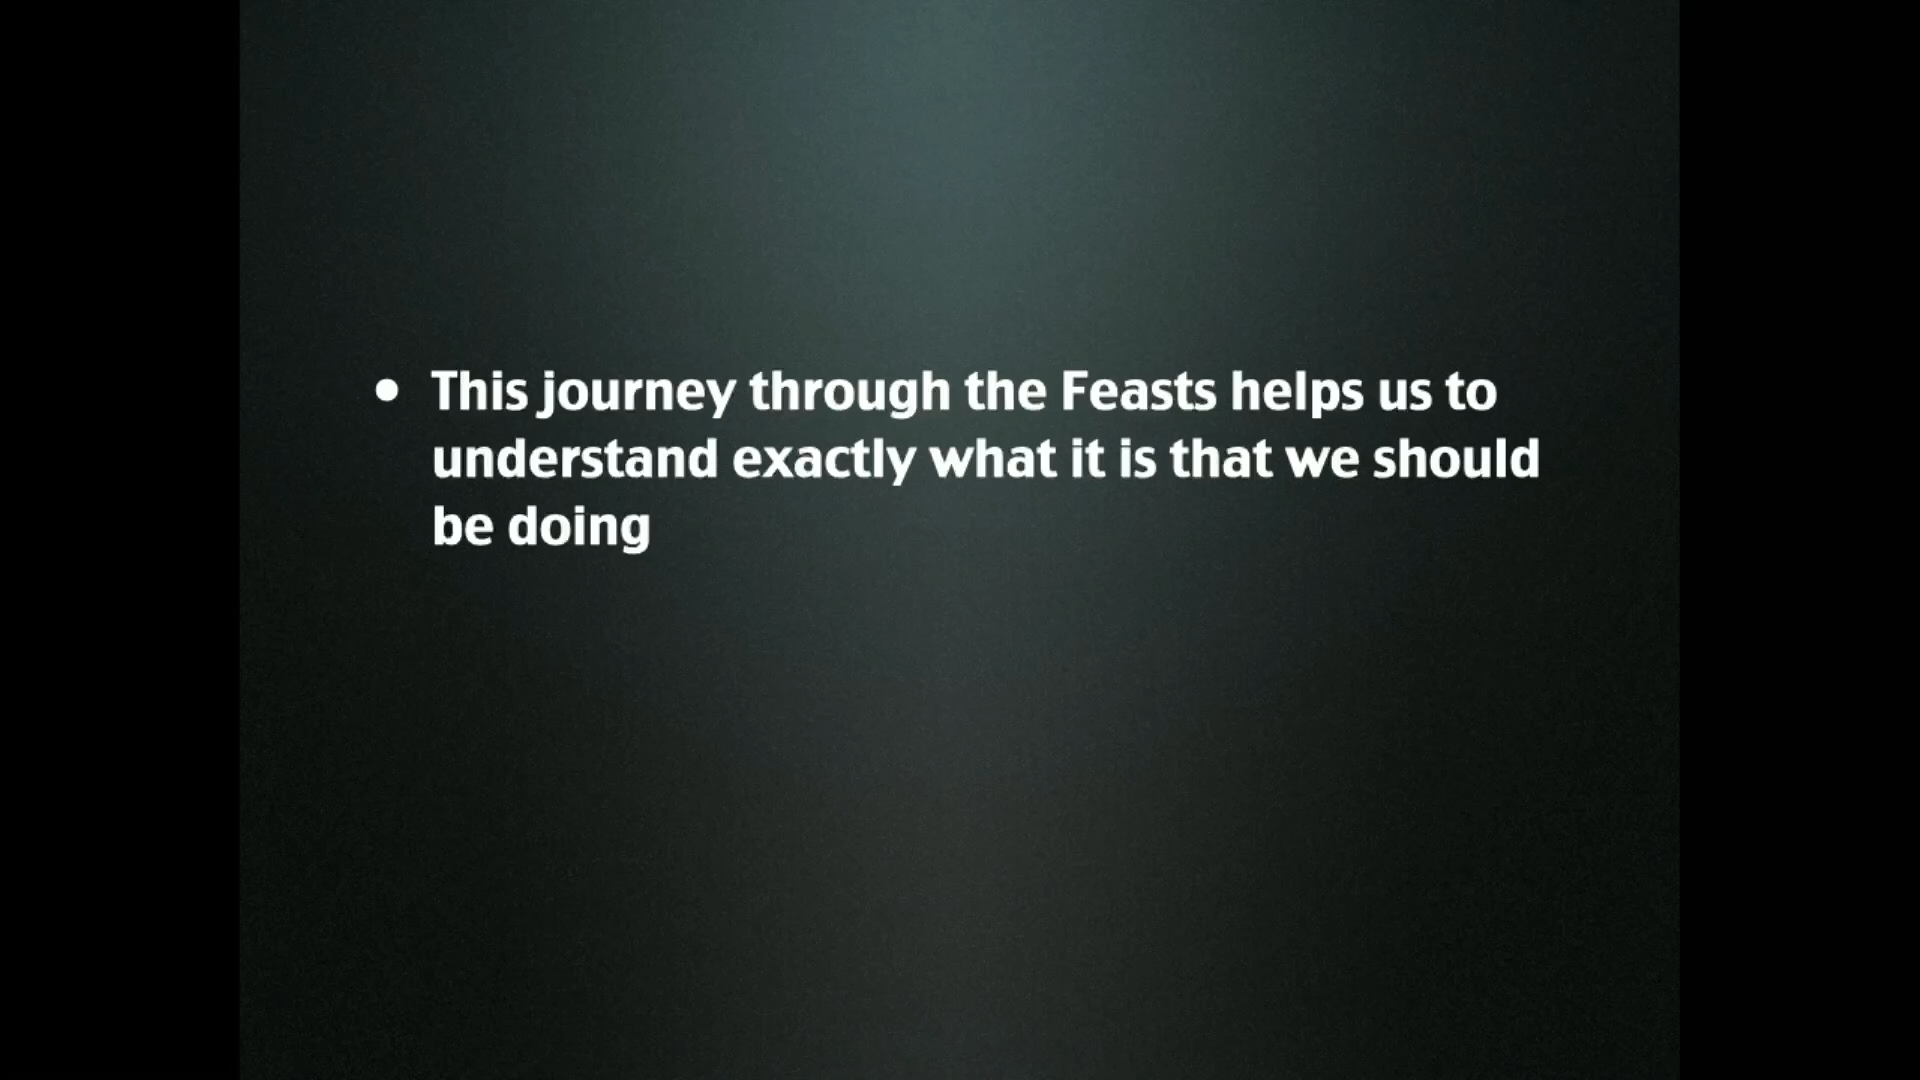 • This journey through the Feasts helps us to
understand exactly what it is that we should
be doing